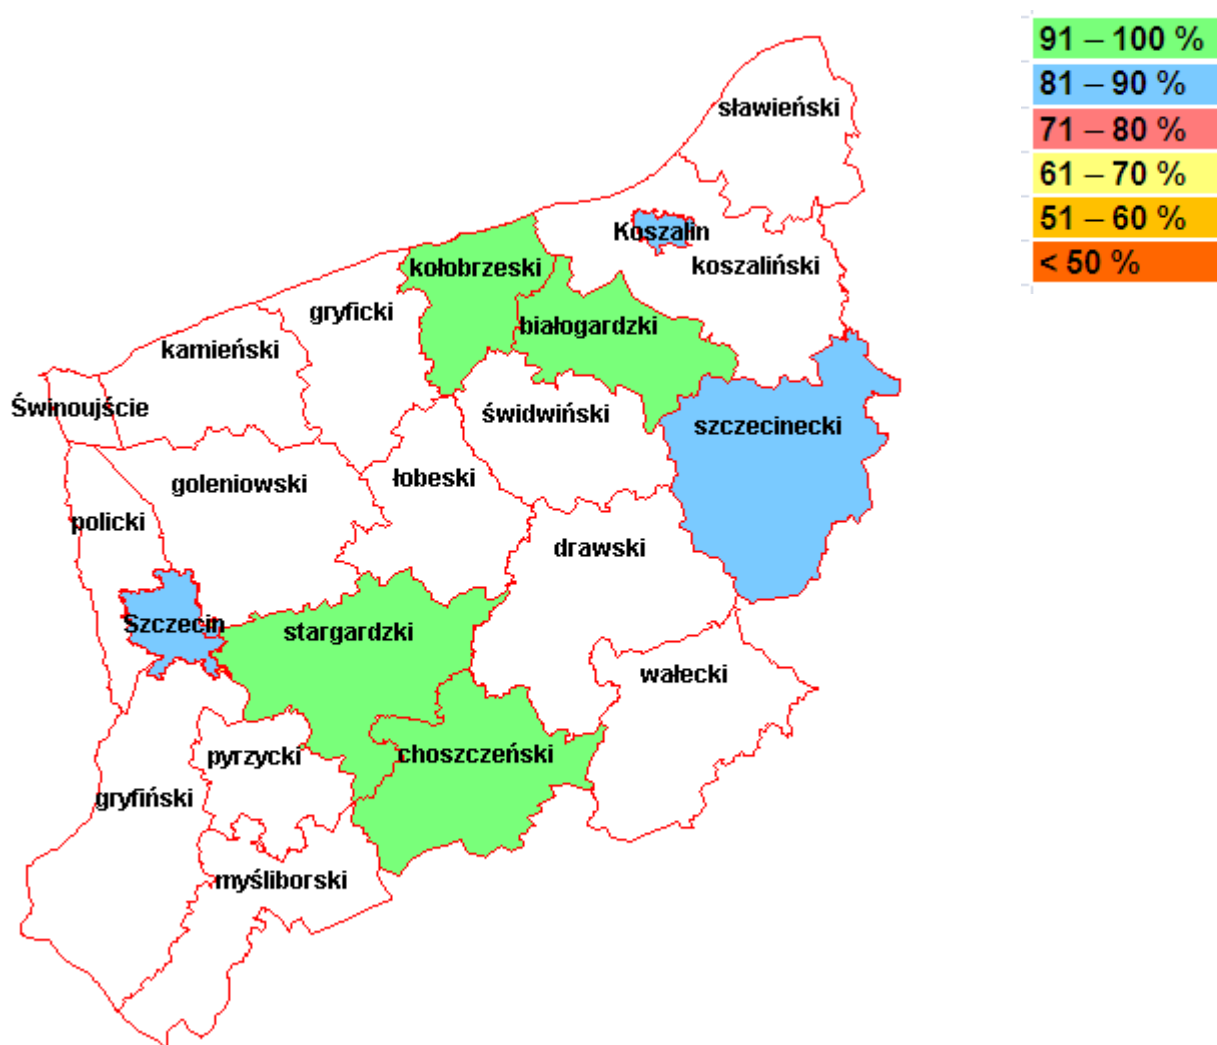 91 – 100 %
81 – 90 %
71 – 80 %
61 – 70 %
51 – 60 %
< 50 %
sławieński
Koszalin
koszaliński
kołobrzeski
gryficki
białogardzki
kamieński
Świnoujście
świdwiński
szczecinecki
łobeski
goleniowski
policki
drawski
Szczecin
stargardzki
wałecki
pyrzycki
choszczeński
gryfiński
myśliborski